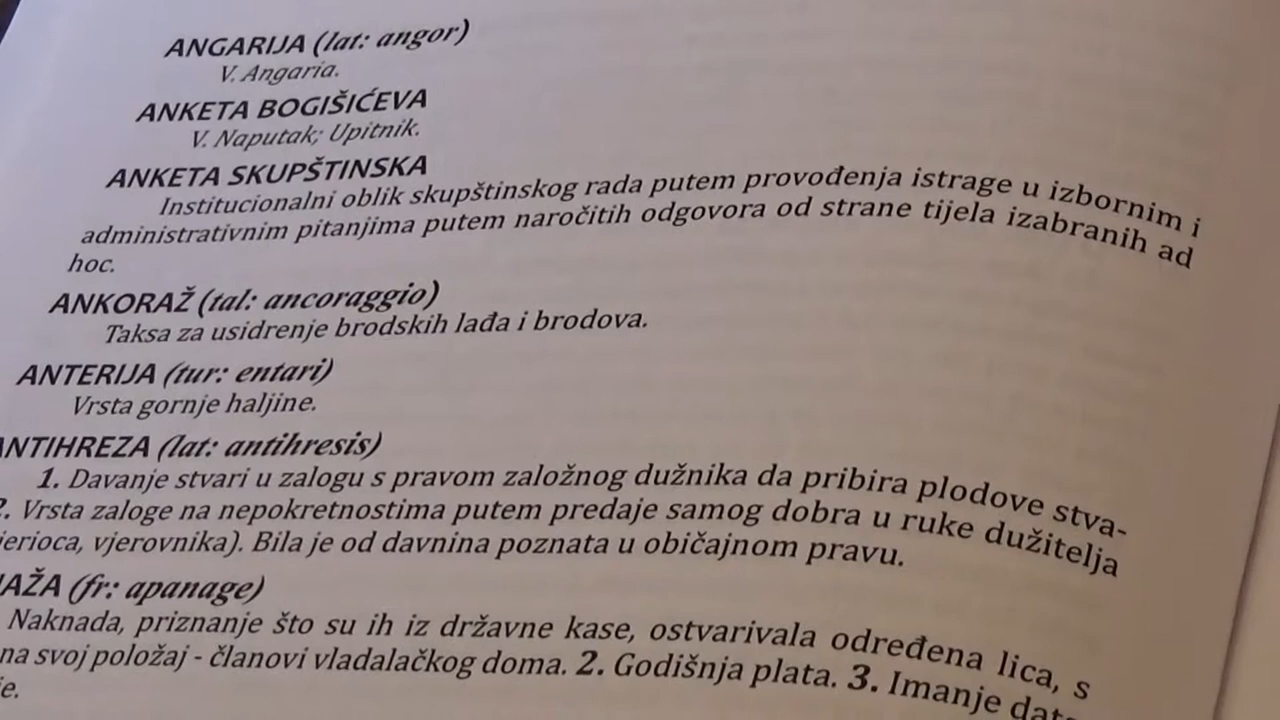 ANGARIJA (lat: angor)
V. Angaria.
ANKETA BOGIŠIĆEVA
V. Naputak; Upitnik.
ANKETA SKUPŠTINSKA
Institucionalni oblik skupštinskog rada putem provođenja istrage u izbornim i
administrativnim pitanjima putem naročitih odgovora od strane tijela izabranih ad
hoc.
ANKORAŽ (tal: ancoraggio)
Taksa za usidrenje brodskih lađa i brodova.
ANTERIJA (tur: entari)
Vrsta gornje haljine.
ANTIHREZA (lat: antihresis)
1. Davanje stvari u zalogu s pravom založnog dužnika da pribira plodove stva-
2. Vrsta zaloge na nepokretnostima putem predaje samog dobra u ruke dužitelja
jerioca, vjerovnika). Bila je od davnina poznata u običajnom pravu.
AŽA (fr: apanage)
Naknada, priznanje što su ih iz državne kase, ostvarivala određena lica, s
na svoj položaj - članovi vladalačkog doma. 2. Godišnja plata. 3. Imanje dat
e.